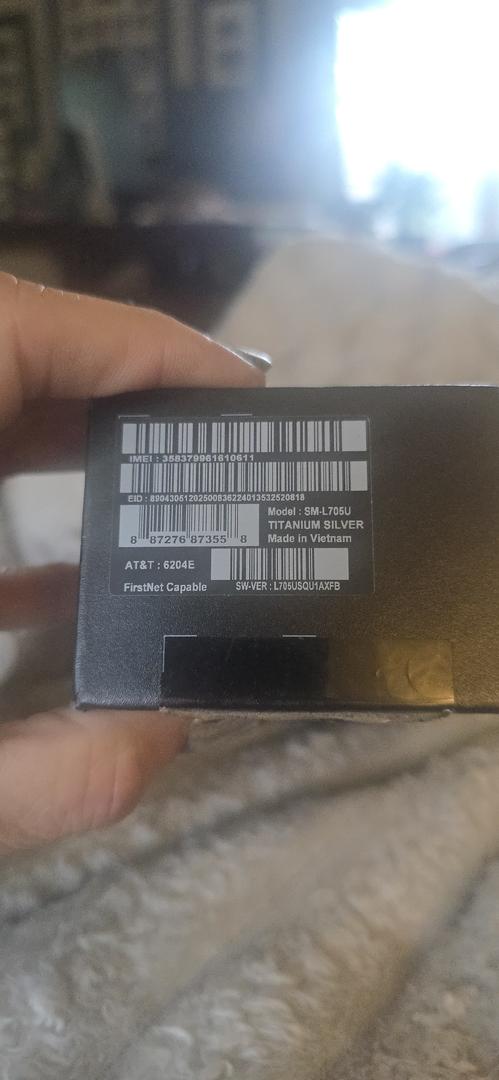 IMEI : 358379961610611
EID : 89043051202500836224013532520818
8 87276 87355 8
Model : SM-L705U
TITANIUM SILVER
Made in Vietnam
AT&T : 6204E
FirstNet Capable
SW-VER : L705USQU1AXFB